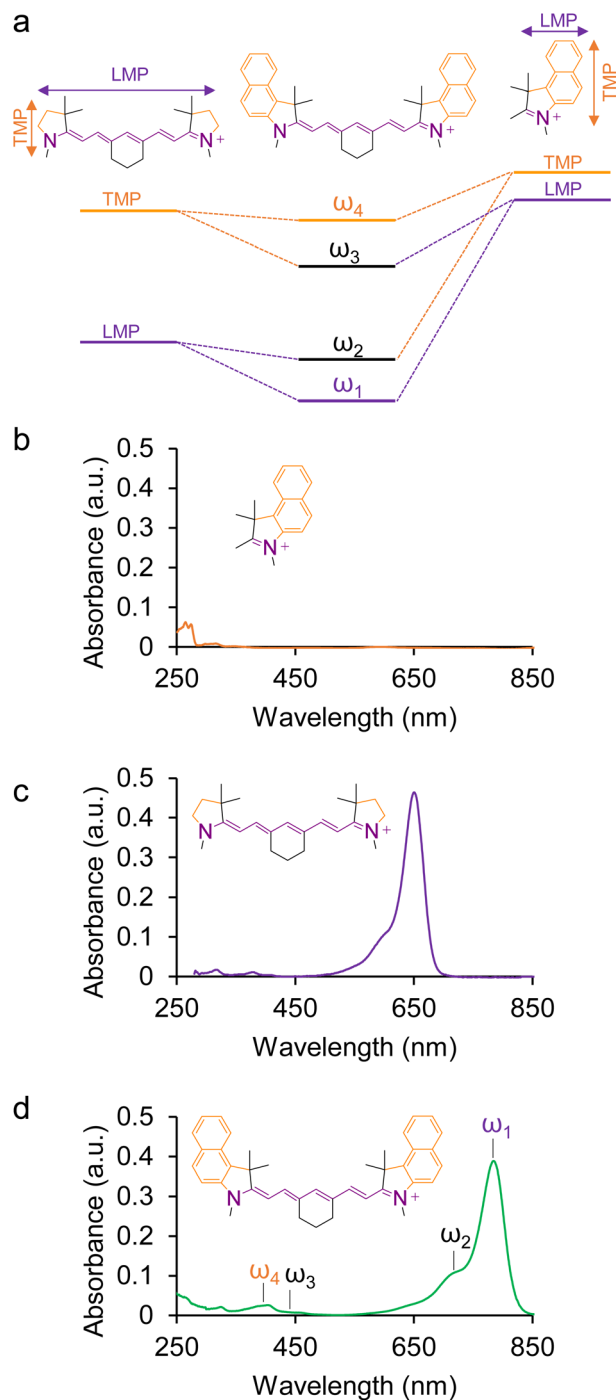 a
LMP
TMP
N
N
+
N
N
+
LMP
TMP
N
+
TMP
ω4
TMP
LMP
ω3
LMP
ω2
ω1
b
Absorbance (a.u.)
0.5
0.4
0.3
0.2
0.1
0
N
+
250
450
650
850
Wavelength (nm)
c
Absorbance (a.u.)
0.5
0.4
0.3
0.2
0.1
0
N
N
+
250
450
650
850
Wavelength (nm)
d
Absorbance (a.u.)
0.5
0.4
0.3
0.2
0.1
0
N
N
+
ω1
ω2
ω4
ω3
250
450
650
850
Wavelength (nm)